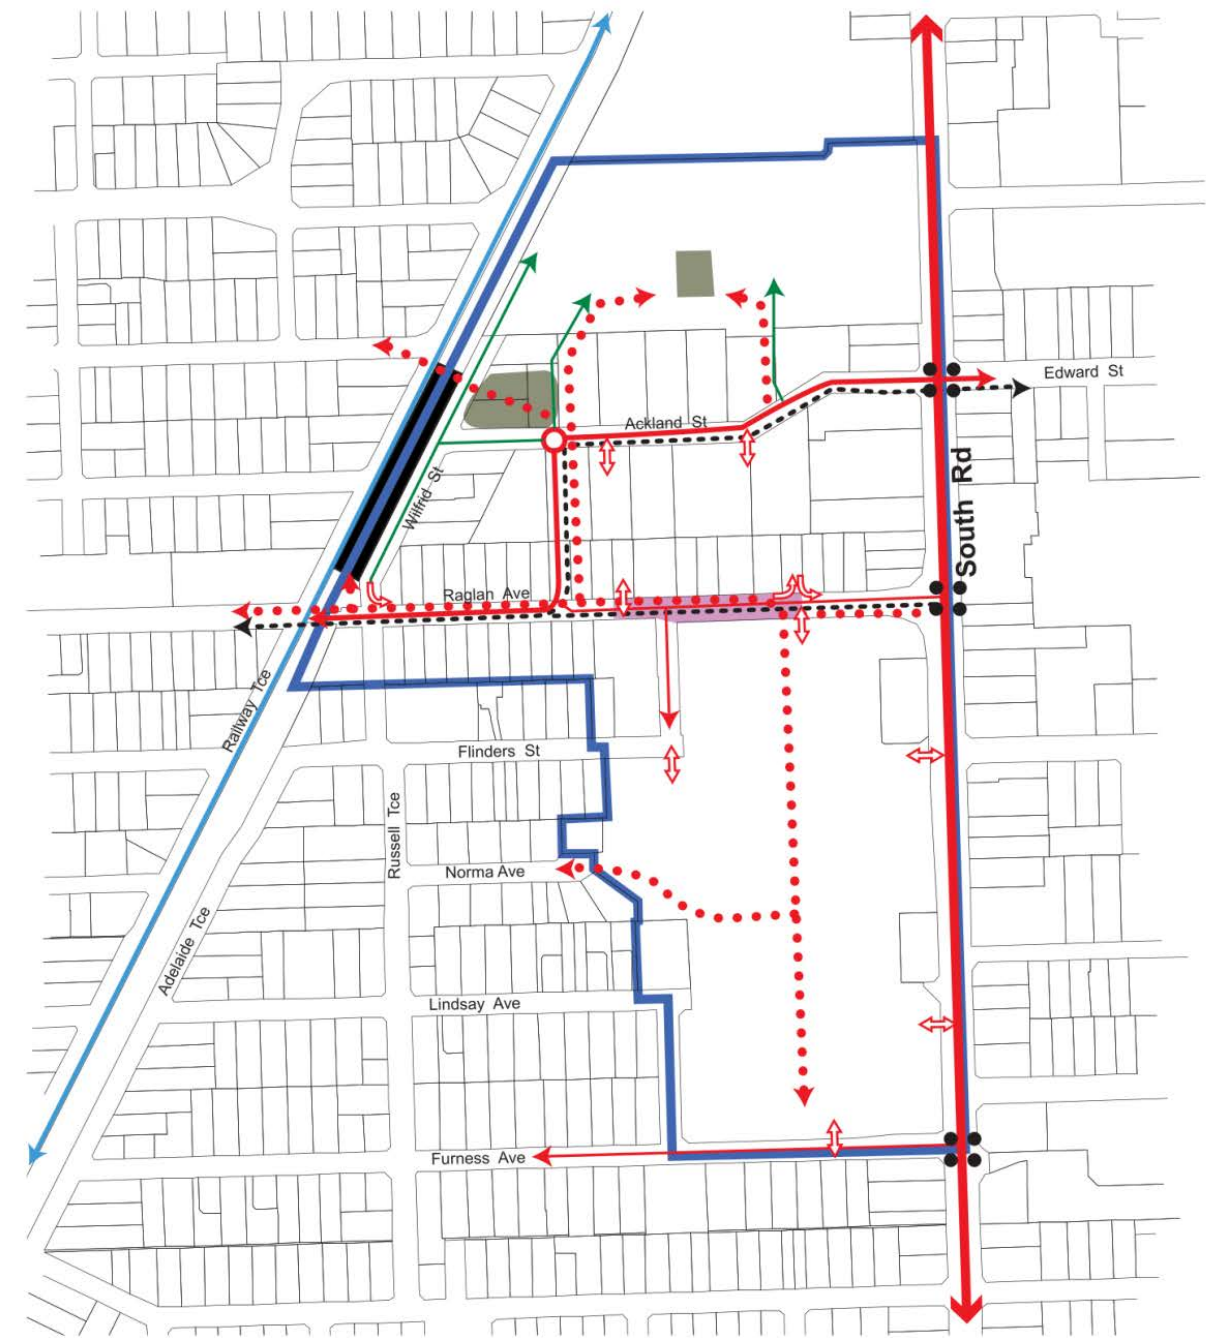 Edward St
Ackland St
South Rd
Wilfrid St
Raglan Ave
Railway Tce
Flinders St
Russell Tce
Norma Ave
Adelaide Tce
Lindsay Ave
Furness Ave